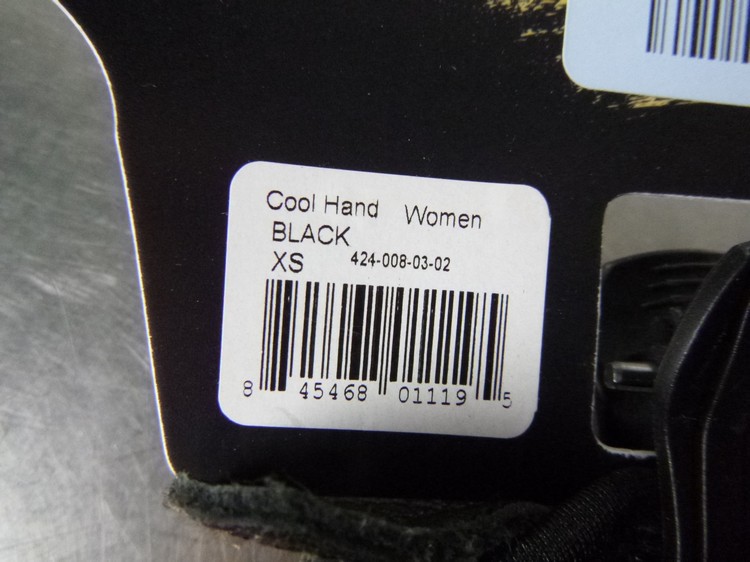 Cool Hand Women
BLACK
XS 424-008-03-02
8 45468 01119 5